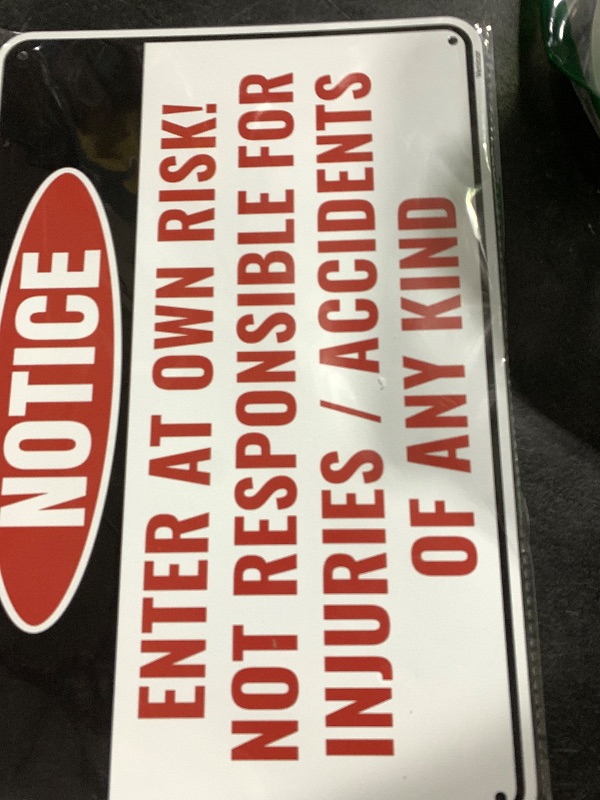 NOTICE
ENTER AT OWN RISK!
NOT RESPONSIBLE FOR
INJURIES / ACCIDENTS
OF ANY KIND